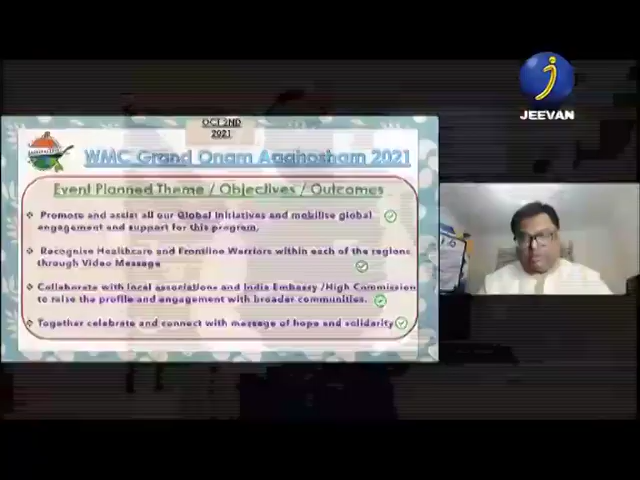 JEEVAN
OCT 2ND
2021
WMC Grand Onam Aaghosham 2021
Event Planned Theme / Objectives / Outcomes
Promote and assist all our Global Initiatives and mobilise global
engagement and support for this program.
Recognise Healthcare and Frontline Warriors within each of the regions
through Video Message
Collaborate with local associations and India Embassy /High Commission
to raise the profile and engagement with broader communities.
Together celebrate and connect with message of hope and solidarity